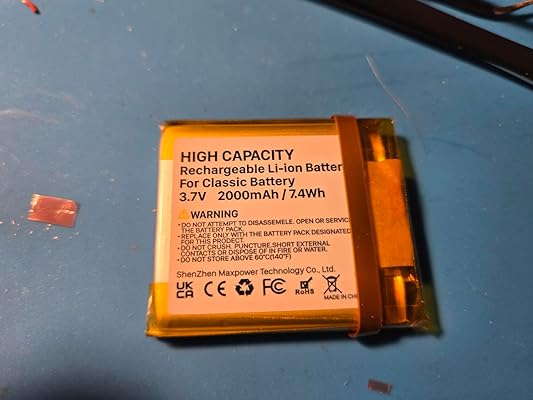 HIGH CAPACITY
Rechargeable Li-ion Batter
For Classic Battery
3.7V 2000mAh / 7.4Wh
WARNING
·DO NOT ATTEMPT TO DISASSEMELE. OPEN OR SERVIC
THE BATTERY PACK.
·REPLACE ONLY WITH THE BATTERY PACK DESIGNATED
FOR THIS PRODUCT.
·DO NOT CRUSH. PUNCTURE,SHORT EXTERNAL
CONTACTS OR DISPOSE OF IN FIRE OR WATER.
·DO NOT STORE ABOVE 60°C(140°F)
ShenZhen Maxpower Technology Co., Ltd.
UK CA CE FC RoHS MADE IN CHI